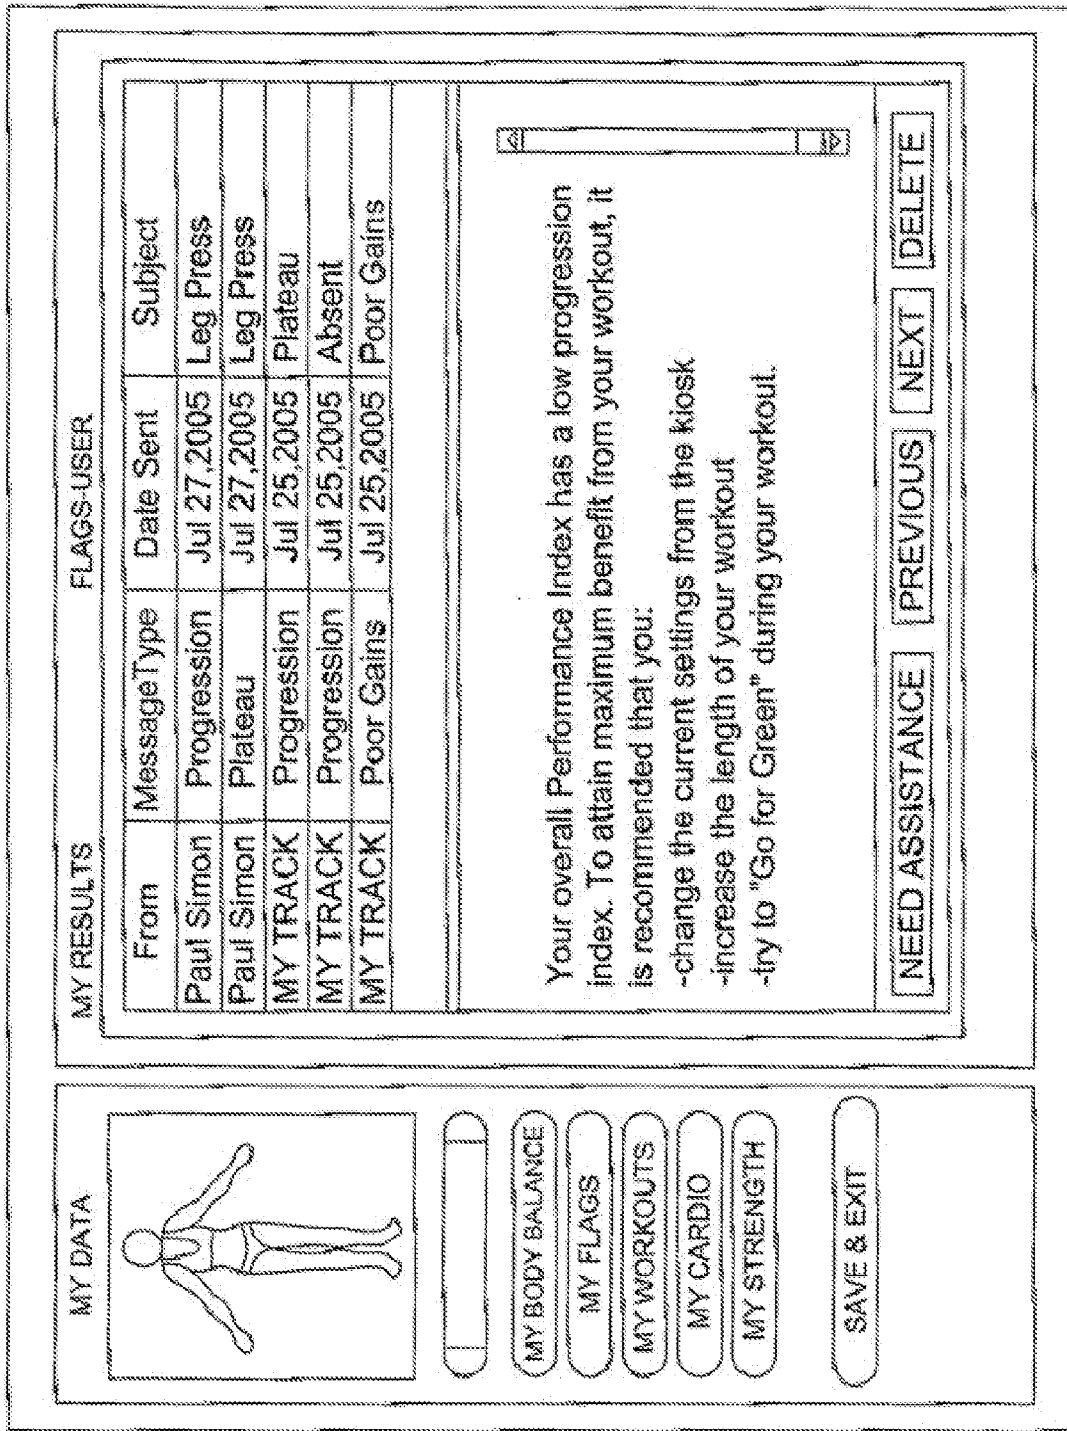 MY DATA
MY BODY BALANCE
MY FLAGS
MY WORKOUTS
MY CARDIO
MY STRENGTH
SAVE & EXIT
MY RESULTS FLAGS-USER
From MessageType Date Sent Subject
Paul Simon Progression Jul 27,2005 Leg Press
Paul Simon Plateau Jul 27,2005 Leg Press
MY TRACK Progression Jul 25,2005 Plateau
MY TRACK Progression Jul 25,2005 Absent
MY TRACK Poor Gains Jul 25,2005 Poor Gains
Your overall Performance Index has a low progression
index. To attain maximum benefit from your workout, it
is recommended that you:
-change the current settings from the kiosk
-increase the length of your workout
-try to "Go for Green" during your workout.
NEED ASSISTANCE PREVIOUS NEXT DELETE